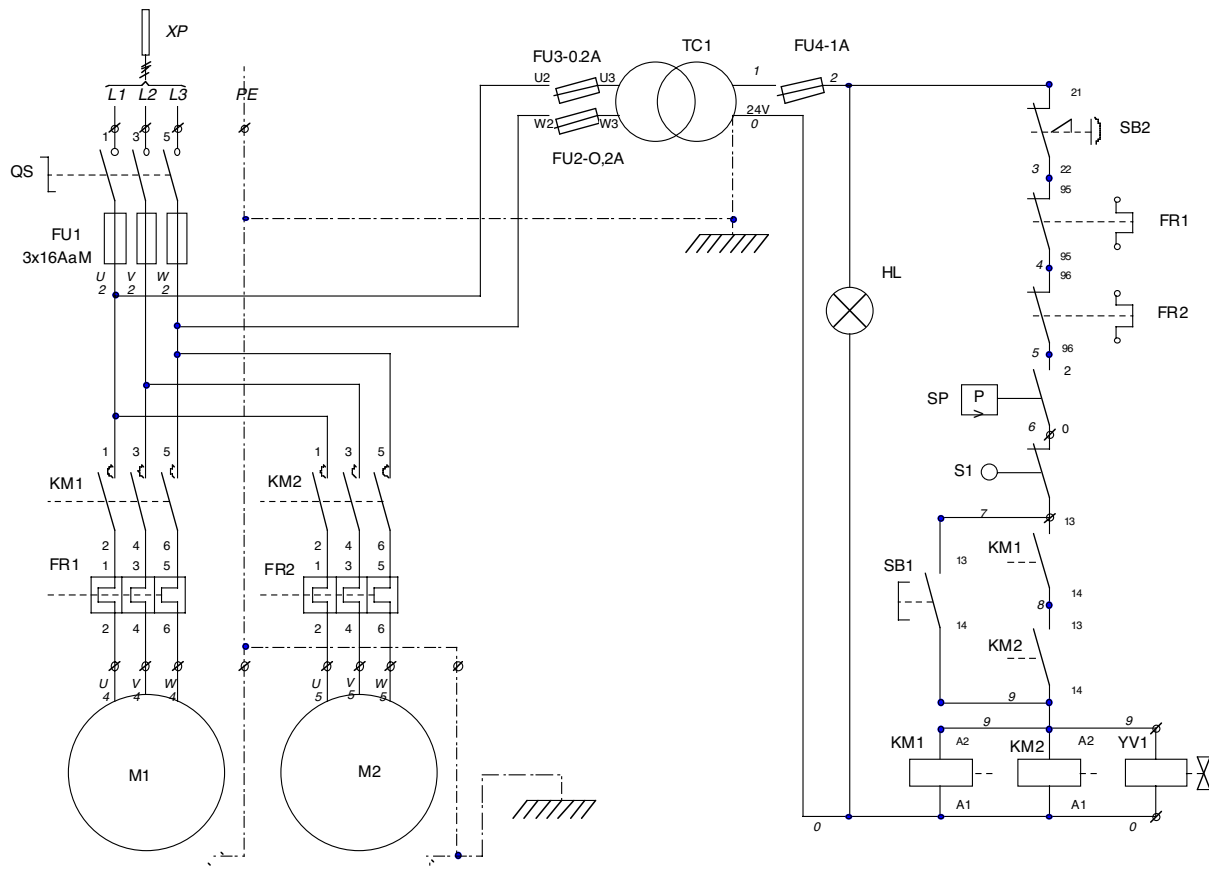 XP
L1 L2 L3
PE
1 3 5
QS
FU1
3x16AaM
U V W
2 2 2
FU3-0.2A
U2 U3
W2 W3
FU2-O,2A
TC1
1
FU4-1A
2
24V
0
21
SB2
3 22
95
FR1
95
4
96
FR2
5 96
2
HL
SP P
6 0
S1
7 13
KM1
13
SB1
14
8
14 13
KM2
14
9
9 9
KM1 A2 KM2 A2 YV1
A1 A1
0 0
1 3 5
KM1
2 4 6
FR1 1 3 5
2 4 6
U V W
4 4 4
M1
1 3 5
KM2
2 4 6
FR2 1 3 5
2 4 6
U V W
5 5 5
M2